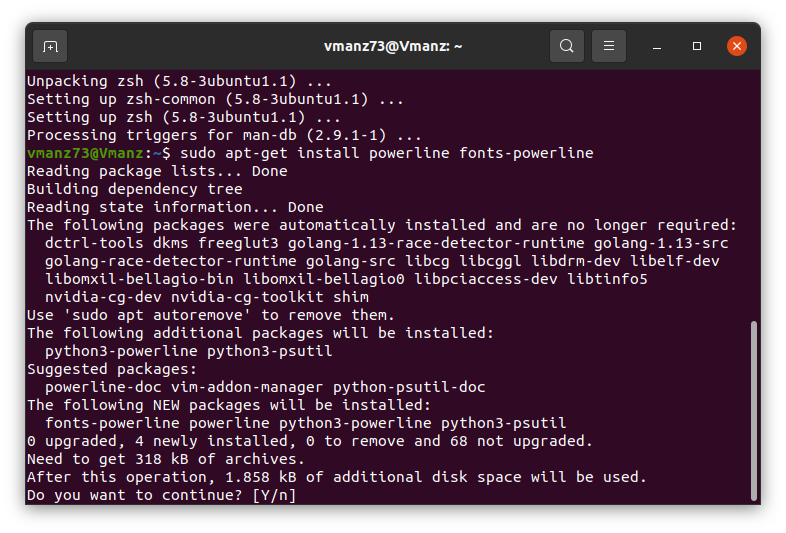 vmanz73@Vmanz: ~
Unpacking zsh (5.8-3ubuntu1.1) ...
Setting up zsh-common (5.8-3ubuntu1.1) ...
Setting up zsh (5.8-3ubuntu1.1) ...
Processing triggers for man-db (2.9.1-1) ...
vmanz73@Vmanz:~$ sudo apt-get install powerline fonts-powerline
Reading package lists... Done
Building dependency tree
Reading state information... Done
The following packages were automatically installed and are no longer required:
  dctrl-tools dkms freeglut3 golang-1.13-race-detector-runtime golang-1.13-src
  golang-race-detector-runtime golang-src libcg libcggl libdrm-dev libelf-dev
  libomxil-bellagio-bin libomxil-bellagio0 libpciaccess-dev libtinfo5
  nvidia-cg-dev nvidia-cg-toolkit shim
Use 'sudo apt autoremove' to remove them.
The following additional packages will be installed:
  python3-powerline python3-psutil
Suggested packages:
  powerline-doc vim-addon-manager python-psutil-doc
The following NEW packages will be installed:
  fonts-powerline powerline python3-powerline python3-psutil
0 upgraded, 4 newly installed, 0 to remove and 68 not upgraded.
Need to get 318 kB of archives.
After this operation, 1.858 kB of additional disk space will be used.
Do you want to continue? [Y/n]